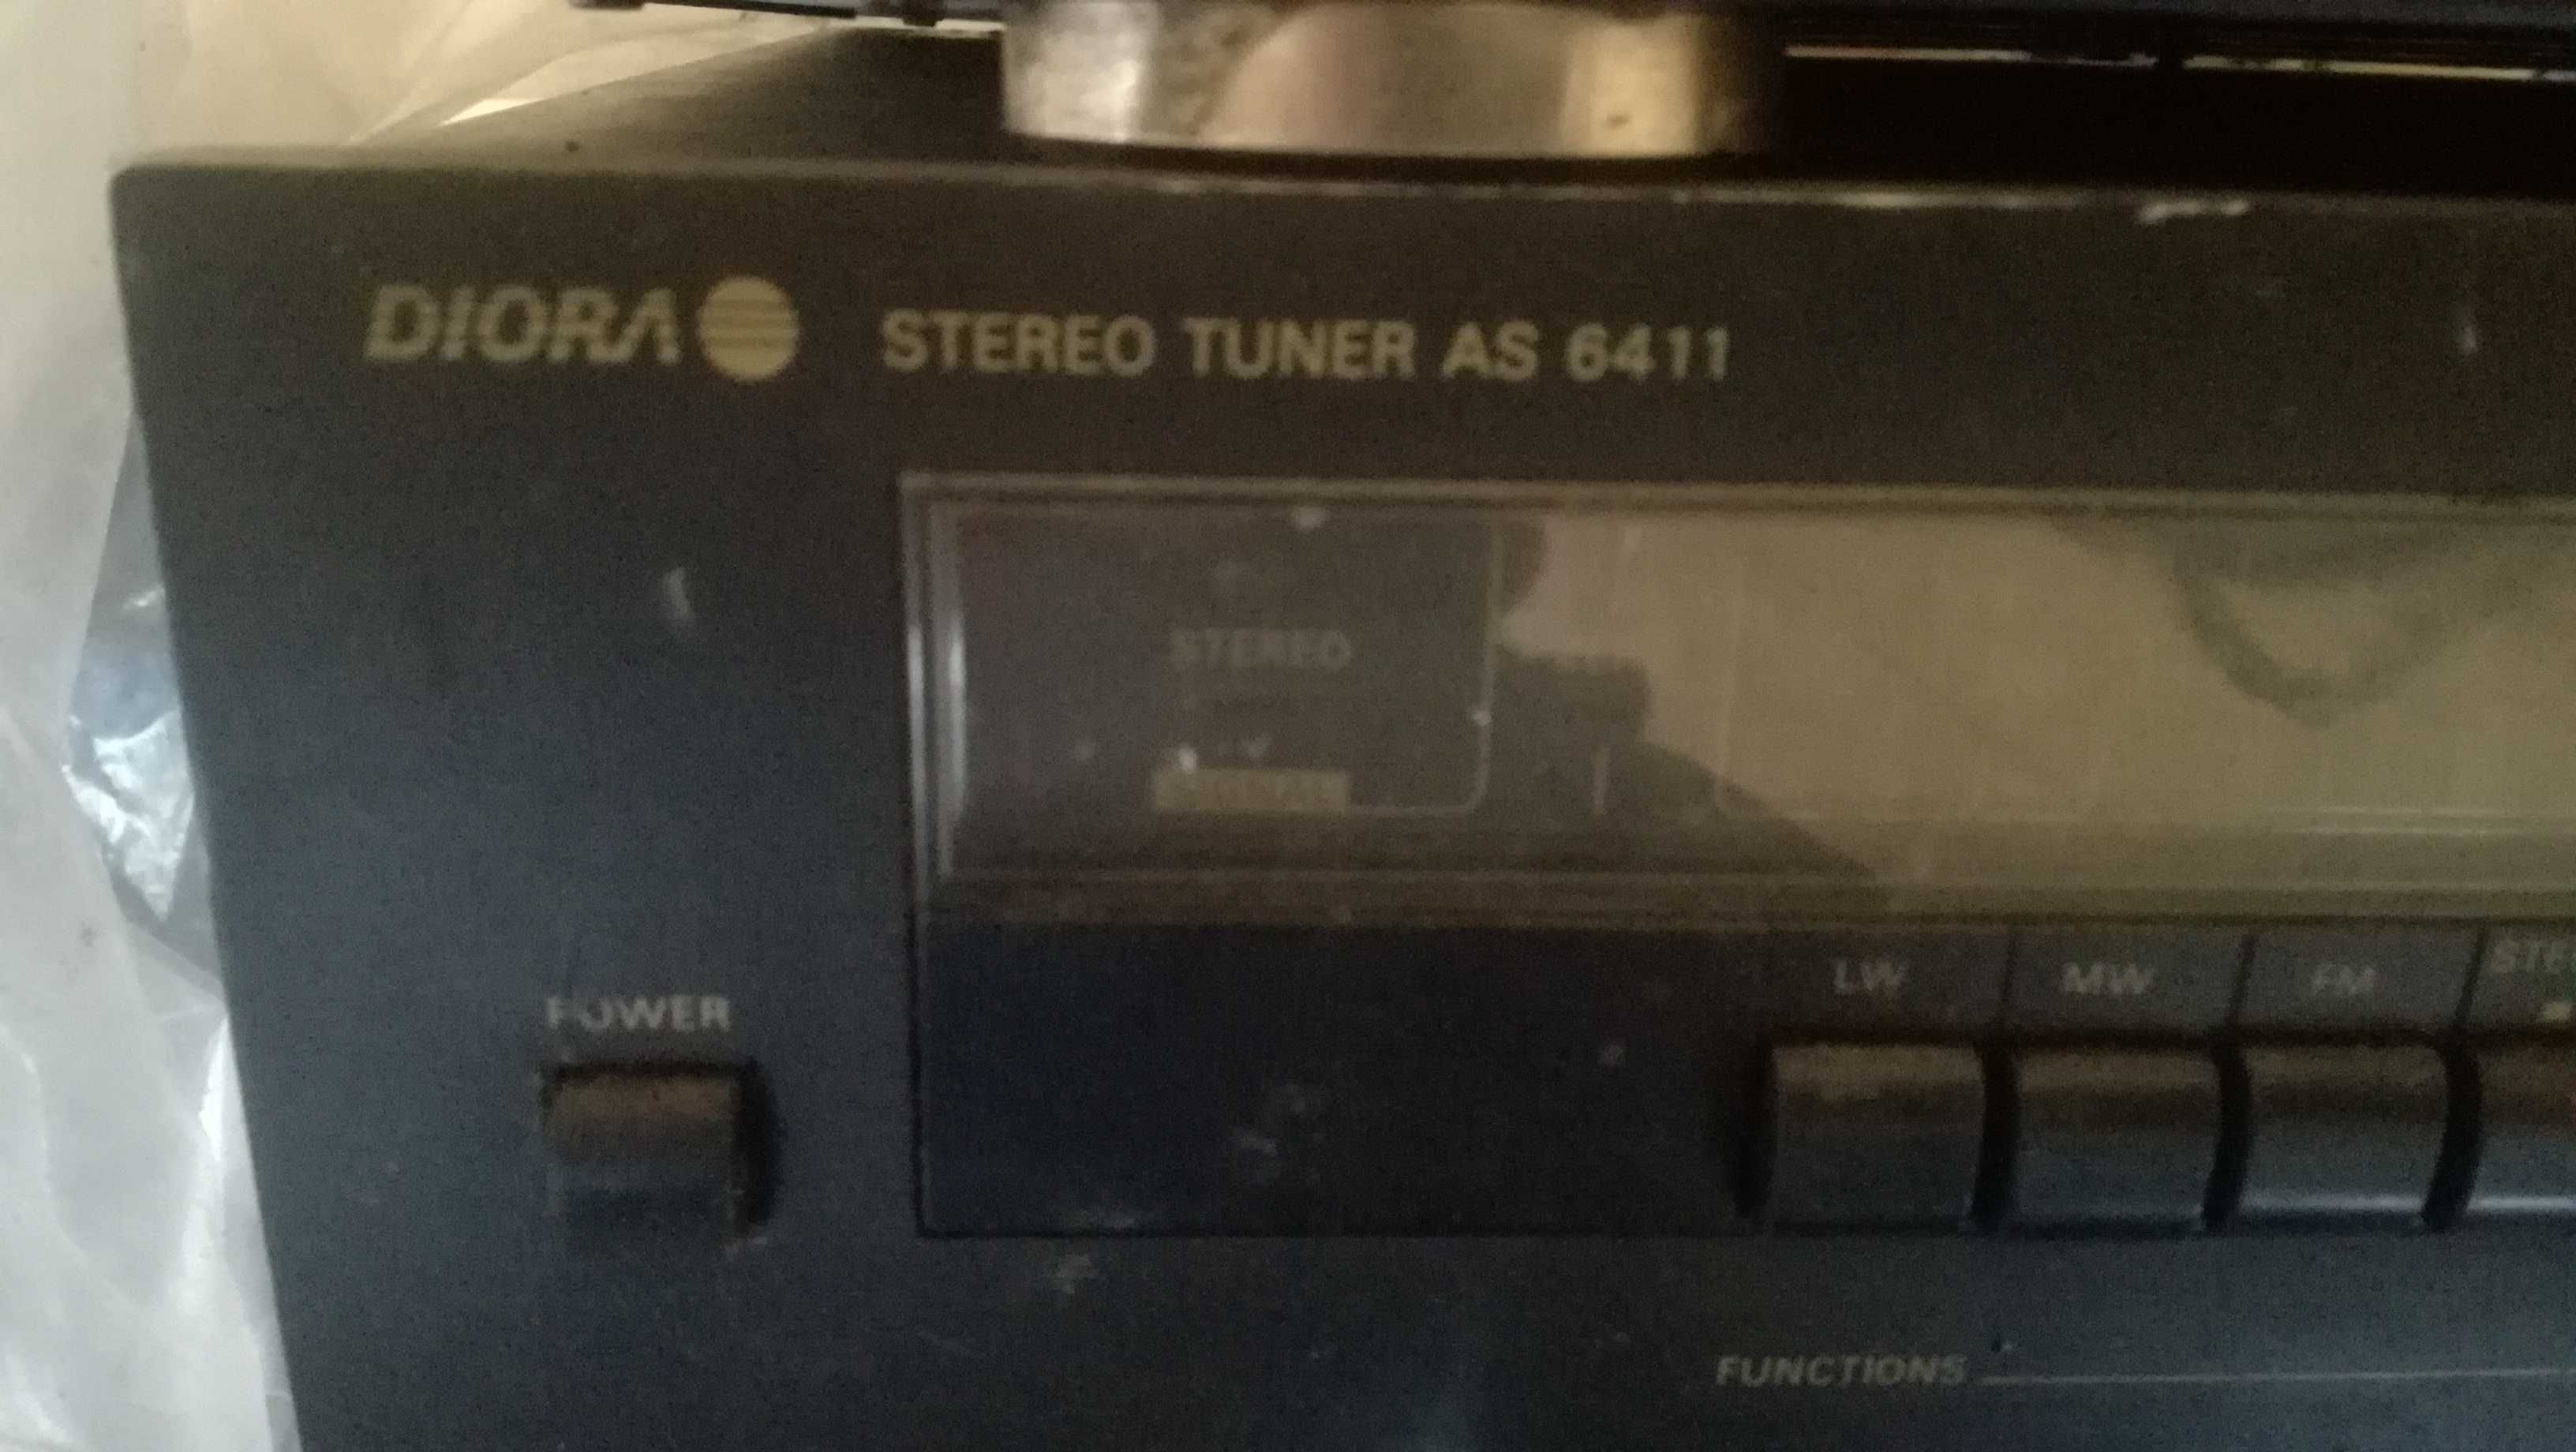 DIORA STEREO TUNER AS 6411
STEREO
POWER
LW MW FM
FUNCTIONS